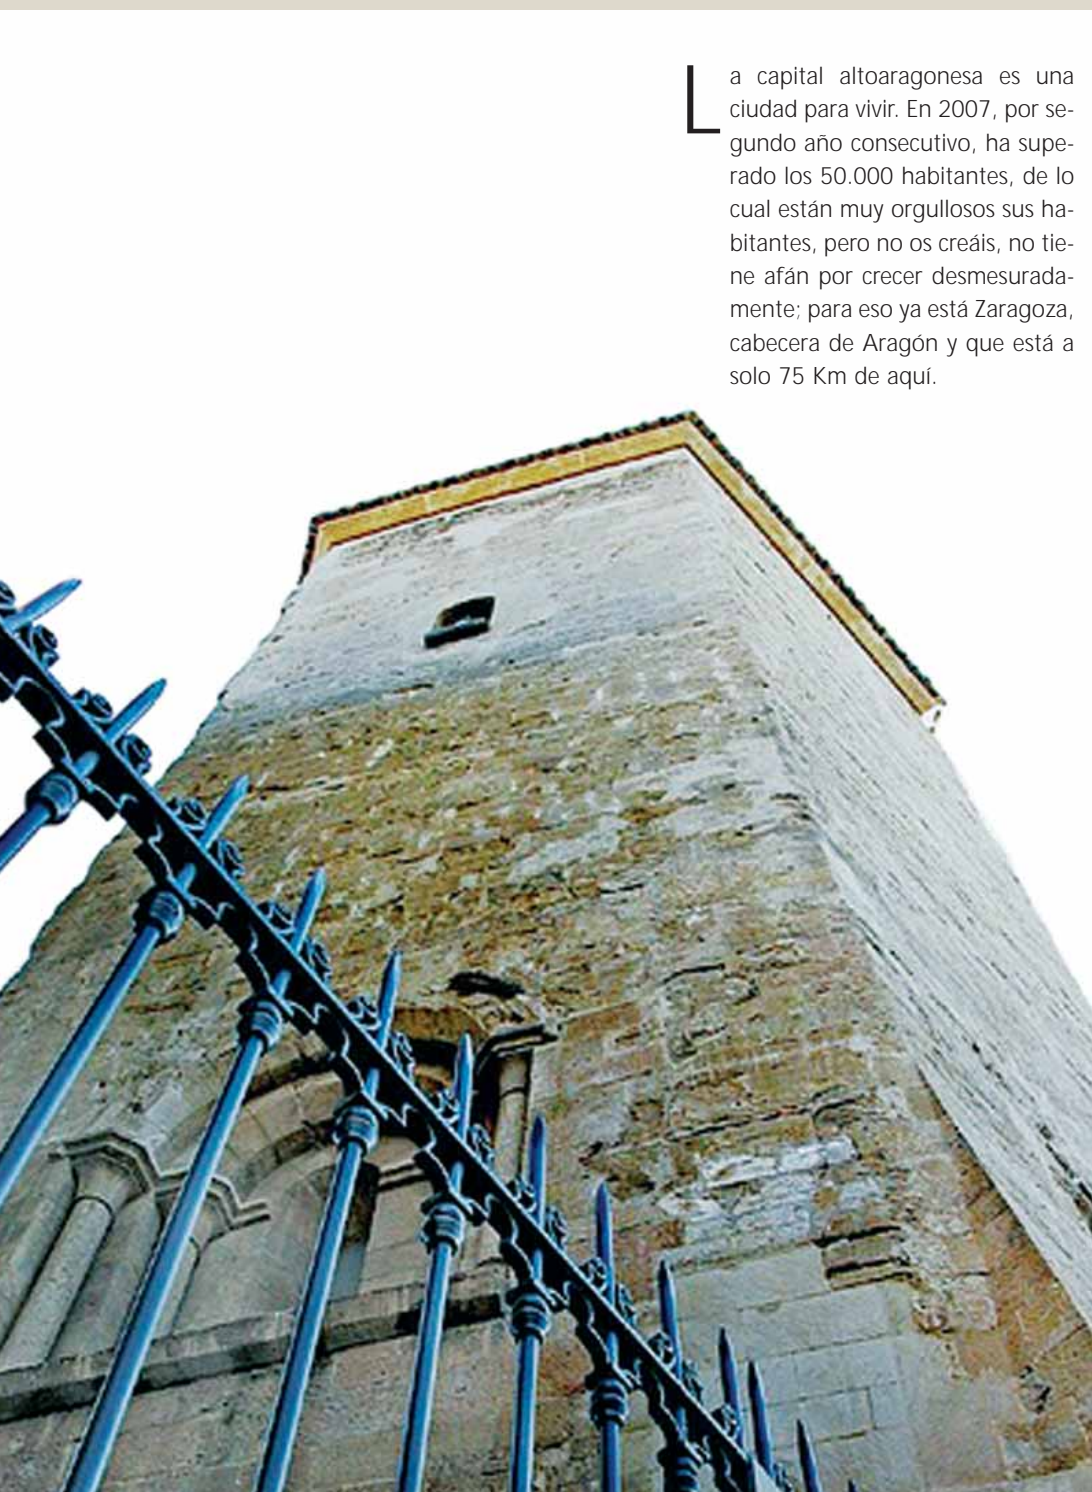 La capital altoaragonesa es una
ciudad para vivir. En 2007, por se-
gundo año consecutivo, ha supe-
rado los 50.000 habitantes, de lo
cual están muy orgullosos sus ha-
bitantes, pero no os creáis, no tie-
ne afán por crecer desmesurada-
mente; para eso ya está Zaragoza,
cabecera de Aragón y que está a
solo 75 Km de aquí.